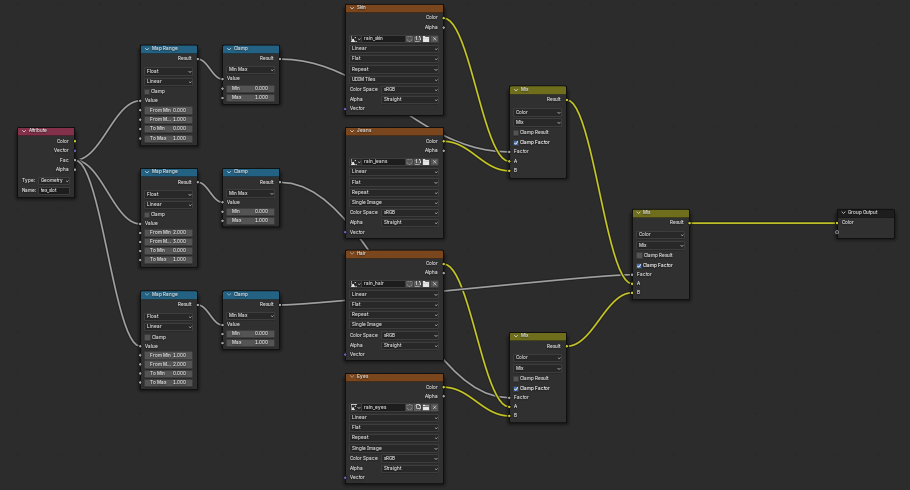 Attribute
Color
Vector
Fac
Alpha
Type: Geometry
Name: tex_slot
Map Range
Result
Float
Linear
Clamp
Value
From Min 0.000
From M... 1.000
To Min 0.000
To Max 1.000
Clamp
Result
Min Max
Value
Min 0.000
Max 1.000
Map Range
Result
Float
Linear
Clamp
Value
From Min 2.000
From M... 3.000
To Min 0.000
To Max 1.000
Clamp
Result
Min Max
Value
Min 0.000
Max 1.000
Map Range
Result
Float
Linear
Clamp
Value
From Min 1.000
From M... 2.000
To Min 0.000
To Max 1.000
Clamp
Result
Min Max
Value
Min 0.000
Max 1.000
Skin
Color
Alpha
rain_skin
Linear
Flat
Repeat
UDIM Tiles
Color Space sRGB
Alpha Straight
Vector
Jeans
Color
Alpha
rain_jeans
Linear
Flat
Repeat
Single Image
Color Space sRGB
Alpha Straight
Vector
Hair
Color
Alpha
rain_hair
Linear
Flat
Repeat
Single Image
Color Space sRGB
Alpha Straight
Vector
Eyes
Color
Alpha
rain_eyes
Linear
Flat
Repeat
Single Image
Color Space sRGB
Alpha Straight
Vector
Mix
Result
Color
Mix
Clamp Result
Clamp Factor
Factor
A
B
Mix
Result
Color
Mix
Clamp Result
Clamp Factor
Factor
A
B
Mix
Result
Color
Mix
Clamp Result
Clamp Factor
Factor
A
B
Group Output
Color